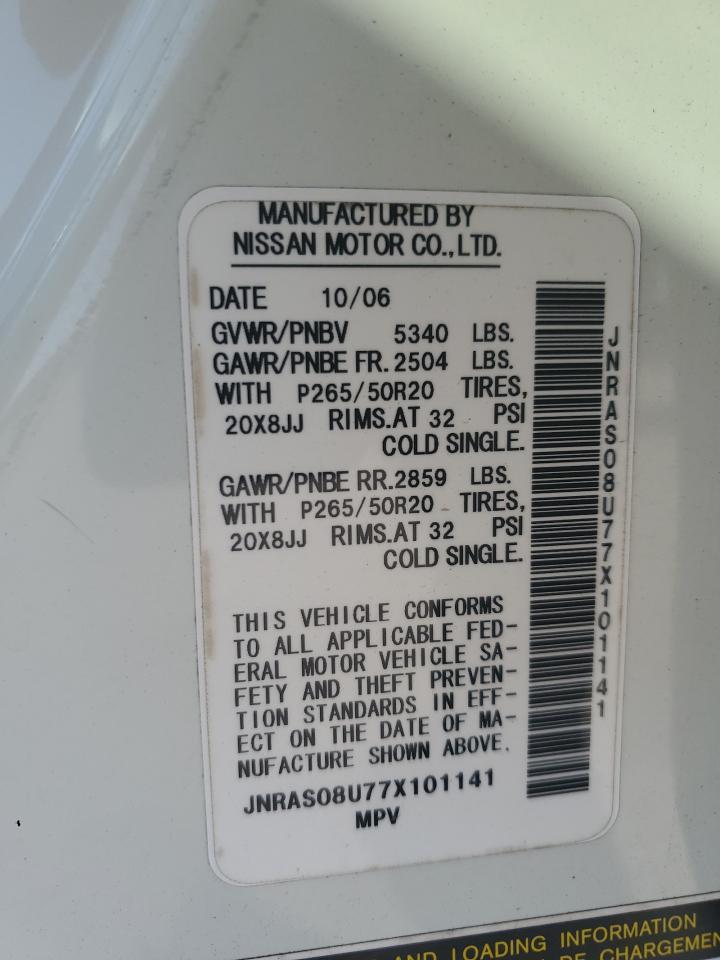 MANUFACTURED BY
NISSAN MOTOR CO.,LTD.
DATE 10/06
GVWR/PNBV 5340 LBS.
GAWR/PNBE FR. 2504 LBS.
WITH P265/50R20 TIRES,
20X8JJ RIMS.AT 32 PSI
COLD SINGLE.
GAWR/PNBE RR. 2859 LBS.
WITH P265/50R20 TIRES,
20X8JJ RIMS.AT 32 PSI
COLD SINGLE.
THIS VEHICLE CONFORMS
TO ALL APPLICABLE FED-
ERAL MOTOR VEHICLE SA-
FETY AND THEFT PREVEN-
TION STANDARDS IN EFF-
ECT ON THE DATE OF MA-
NUFACTURE SHOWN ABOVE.
JNRAS08U77X101141
MPV
JNRAS08U77X101141
AND LOADING INFORMATION
DE CHARGEMEN